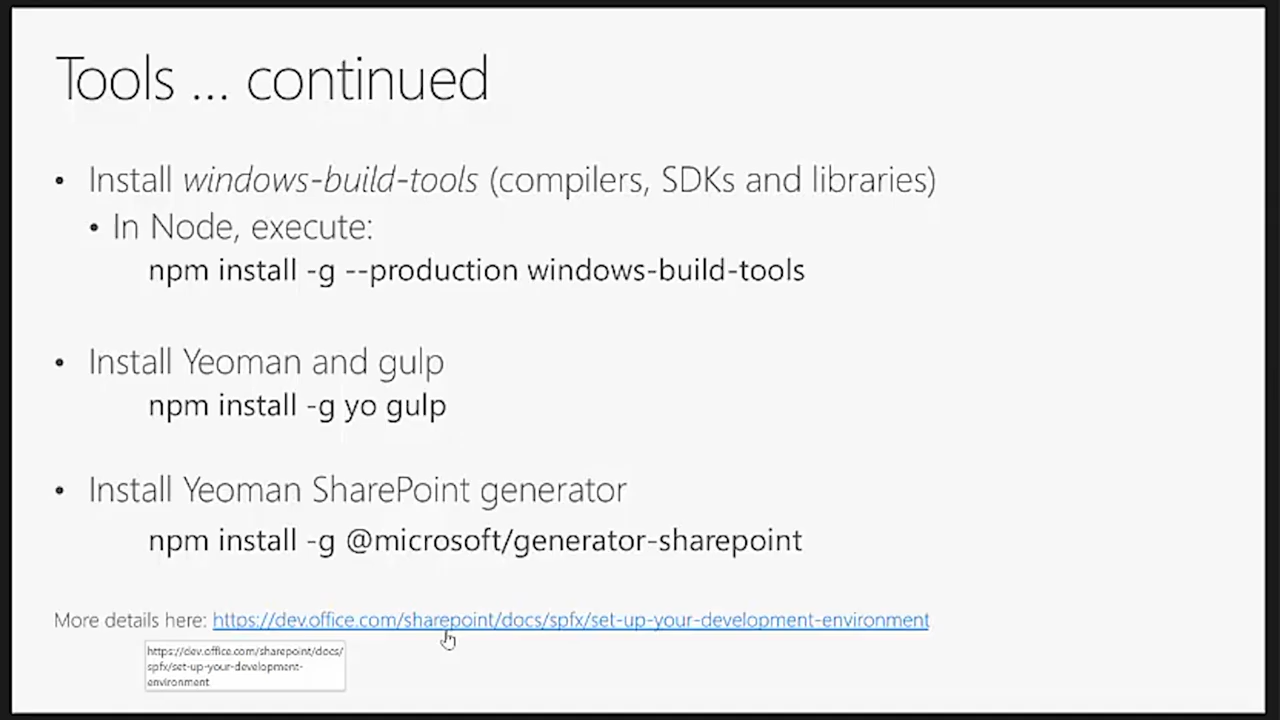 Tools ... continued
• Install windows-build-tools (compilers, SDKs and libraries)
• In Node, execute:
npm install -g --production windows-build-tools
• Install Yeoman and gulp
npm install -g yo gulp
• Install Yeoman SharePoint generator
npm install -g @microsoft/generator-sharepoint
More details here: https://dev.office.com/sharepoint/docs/spfx/set-up-your-development-environment
https://dev.office.com/sharepoint/docs/
spfx/set-up-your-development-
environment